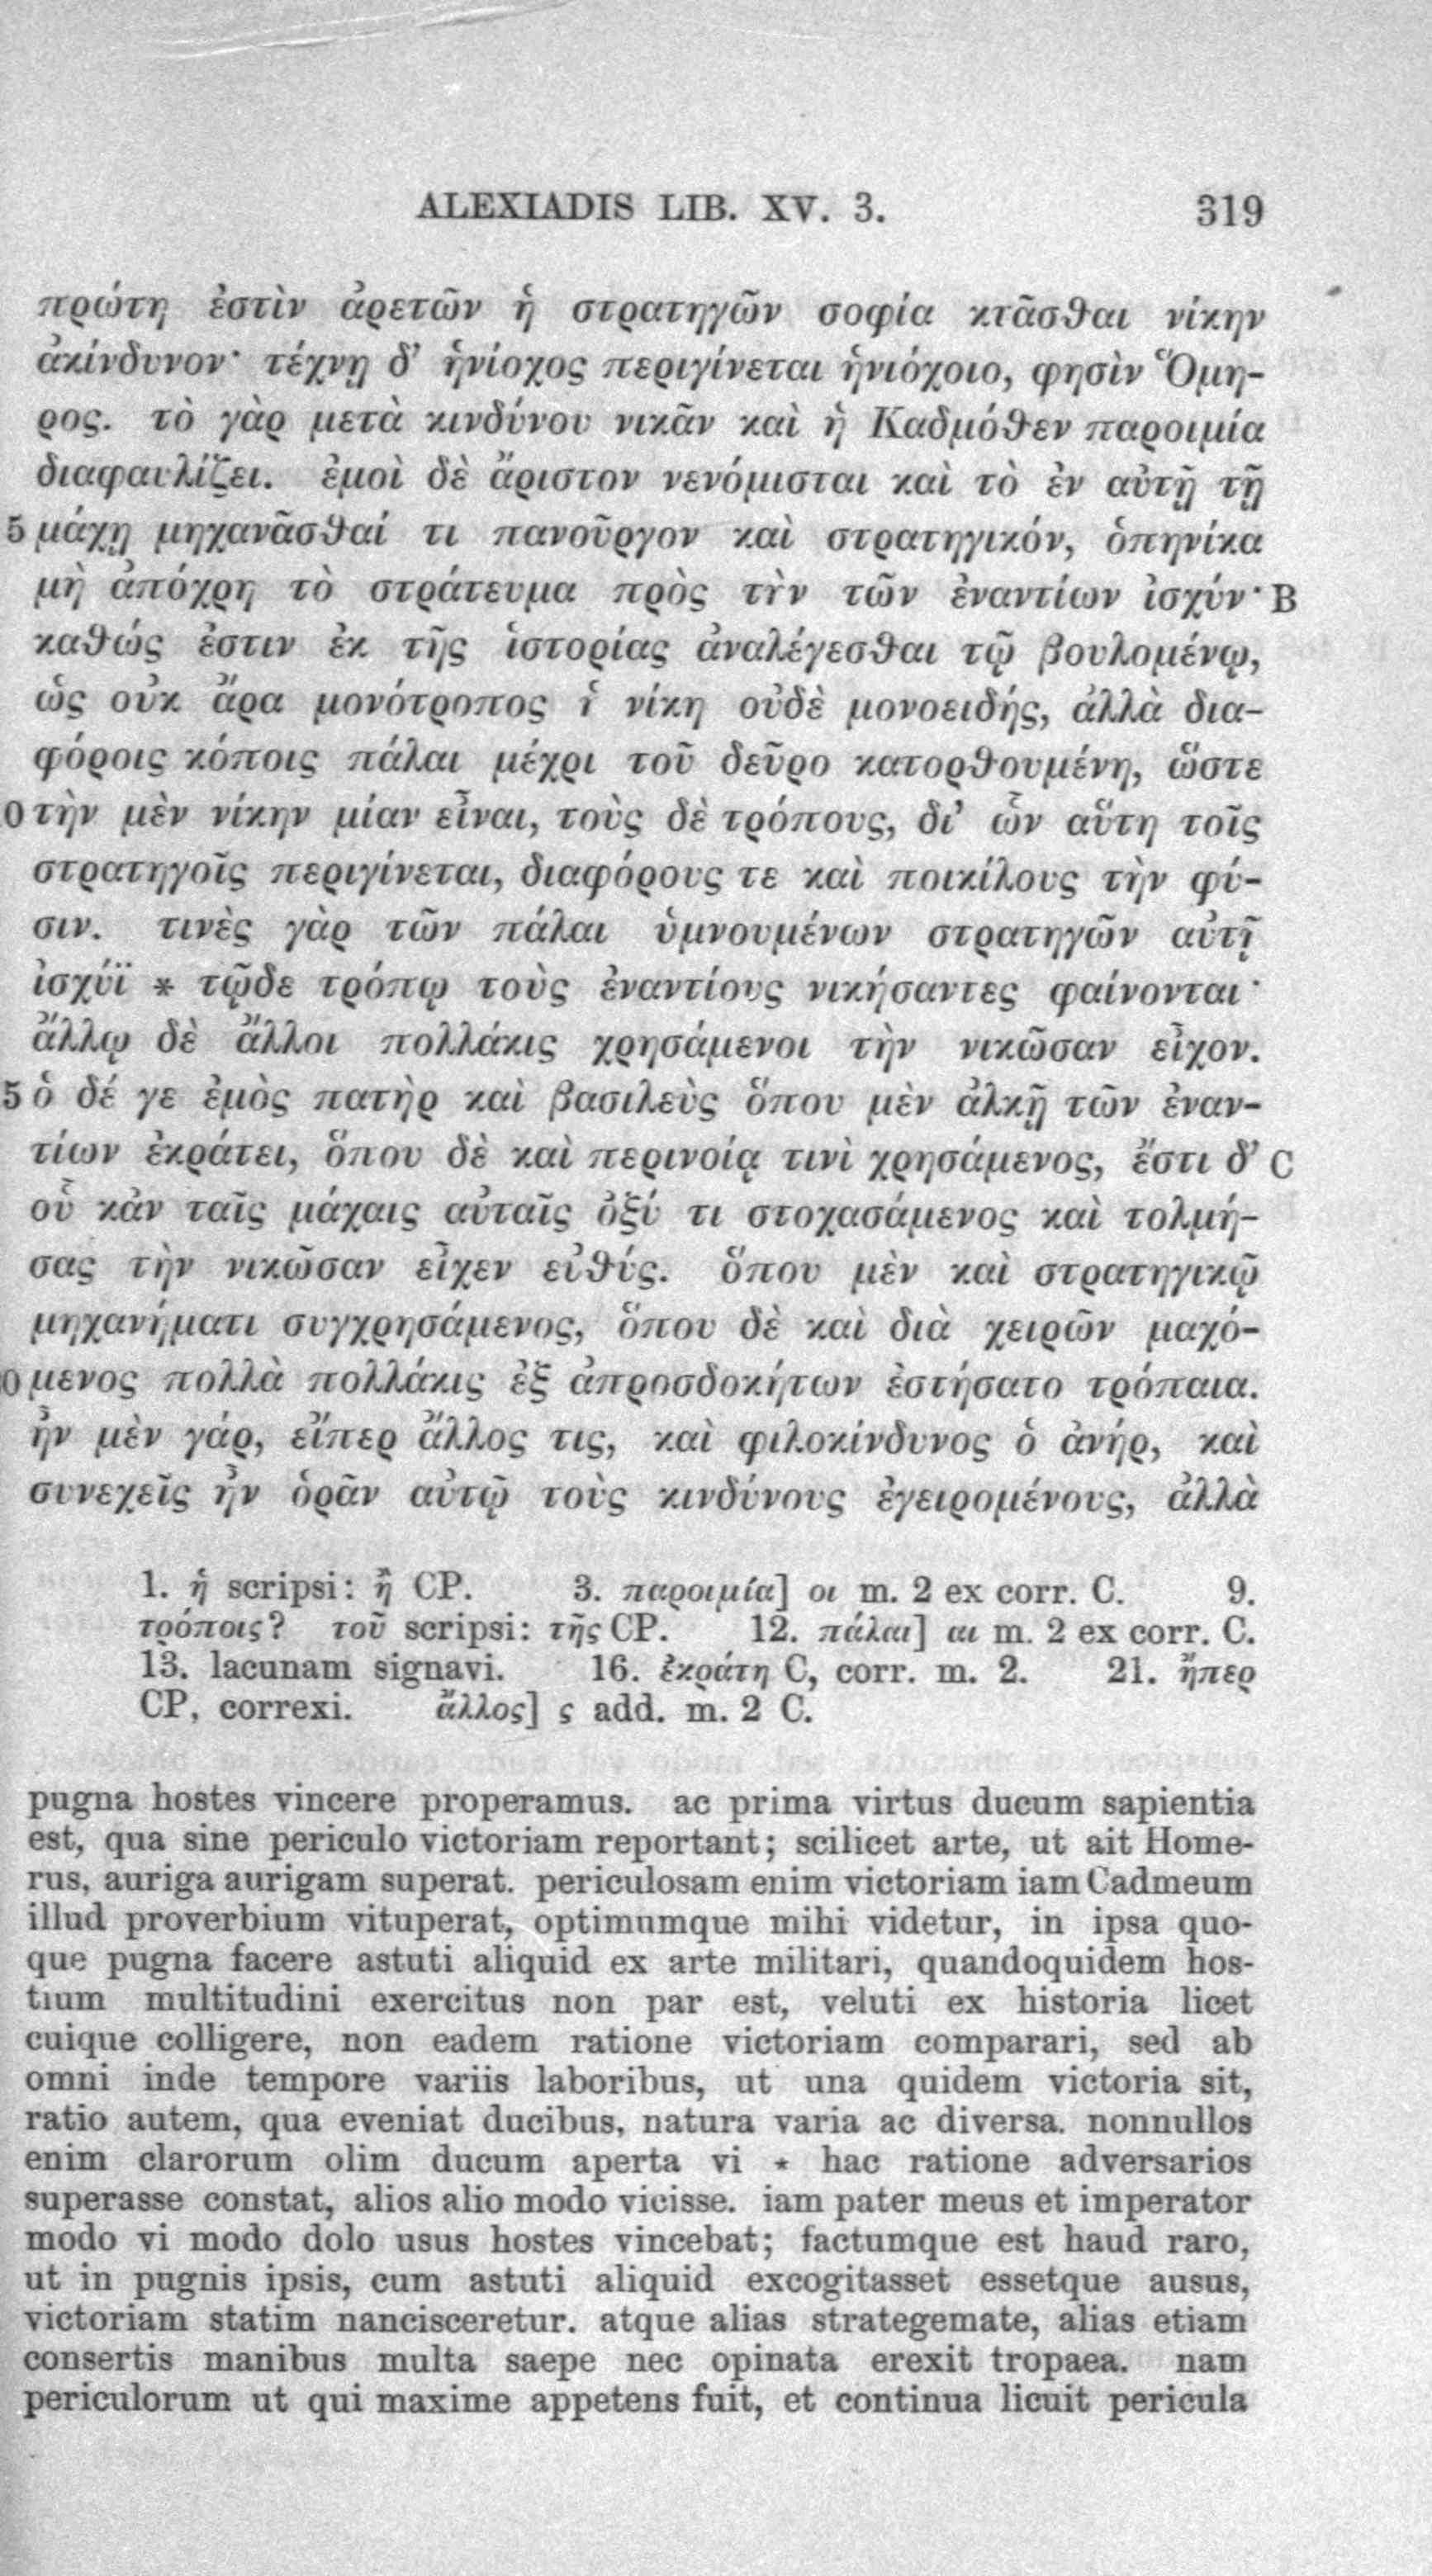 ALEXIADIS LIB. XV. 3. 319
πρώτη ἐστὶν ἀρετῶν ἡ στρατηγῶν σοφία κτᾶσθαι νίκην
ἀκίνδυνον· τέχνῃ δ' ἡνίοχος περιγίνεται ἡνιόχοιο, φησὶν Ὅμη-
ρος. τὸ γὰρ μετὰ κινδύνου νικᾶν καὶ ἡ Καδμόθεν παροιμία
διαφαυλίζει. ἐμοὶ δὲ ἄριστον νενόμισται καὶ τὸ ἐν αὐτῇ τῇ
5 μάχῃ μηχανᾶσθαί τι πανοῦργον καὶ στρατηγικόν, ὁπηνίκα
μὴ ἀπόχρη τὸ στράτευμα πρὸς τὴν τῶν ἐναντίων ἰσχύν· B
καθώς ἐστιν ἐκ τῆς ἱστορίας ἀναλέγεσθαι τῷ βουλομένῳ,
ὡς οὐκ ἄρα μονότροπος ἡ νίκη οὐδὲ μονοειδής, ἀλλὰ δια-
φόροις κόποις πάλαι μέχρι τοῦ δεῦρο κατορθουμένη, ὥστε
0 τὴν μὲν νίκην μίαν εἶναι, τοὺς δὲ τρόπους, δι' ὧν αὕτη τοῖς
στρατηγοῖς περιγίνεται, διαφόρους τε καὶ ποικίλους τὴν φύ-
σιν. τινὲς γὰρ τῶν πάλαι ὑμνουμένων στρατηγῶν αὐτῇ
ἰσχύϊ * τῷδε τρόπῳ τοὺς ἐναντίους νικήσαντες φαίνονται·
ἄλλῳ δὲ ἄλλοι πολλάκις χρησάμενοι τὴν νικῶσαν εἶχον.
5 ὁ δέ γε ἐμὸς πατὴρ καὶ βασιλεὺς ὅπου μὲν ἀλκῇ τῶν ἐναν-
τίων ἐκράτει, ὅπου δὲ καὶ περινοίᾳ τινὶ χρησάμενος, ἔστι δ' C
οὗ κἀν ταῖς μάχαις αὐταῖς ὀξύ τι στοχασάμενος καὶ τολμή-
σας τὴν νικῶσαν εἶχεν εὐθύς. ὅπου μὲν καὶ στρατηγικῷ
μηχανήματι συγχρησάμενος, ὅπου δὲ καὶ διὰ χειρῶν μαχό-
0 μενος πολλὰ πολλάκις ἐξ ἀπροσδοκήτων ἐστήσατο τρόπαια.
ἦν μὲν γάρ, εἴπερ ἄλλος τις, καὶ φιλοκίνδυνος ὁ ἀνήρ, καὶ
συνεχεῖς ἦν ὁρᾶν αὐτῷ τοὺς κινδύνους ἐγειρομένους, ἀλλὰ
1. ἡ scripsi: ἢ CP. 3. παροιμία] οι m. 2 ex corr. C. 9.
τρόποις? τοῦ scripsi: τῆς CP. 12. πάλαι] αι m. 2 ex corr. C.
13. lacunam signavi. 16. ἐκράτη C, corr. m. 2. 21. ἤπερ
CP, correxi. ἄλλος] ς add. m. 2 C.
pugna hostes vincere properamus. ac prima virtus ducum sapientia
est, qua sine periculo victoriam reportant; scilicet arte, ut ait Home-
rus, auriga aurigam superat. periculosam enim victoriam iam Cadmeum
illud proverbium vituperat, optimumque mihi videtur, in ipsa quo-
que pugna facere astuti aliquid ex arte militari, quandoquidem hos-
tium multitudini exercitus non par est, veluti ex historia licet
cuique colligere, non eadem ratione victoriam comparari, sed ab
omni inde tempore variis laboribus, ut una quidem victoria sit,
ratio autem, qua eveniat ducibus, natura varia ac diversa. nonnullos
enim clarorum olim ducum aperta vi * hac ratione adversarios
superasse constat, alios alio modo vicisse. iam pater meus et imperator
modo vi modo dolo usus hostes vincebat; factumque est haud raro,
ut in pugnis ipsis, cum astuti aliquid excogitasset essetque ausus,
victoriam statim nancisceretur. atque alias strategemate, alias etiam
consertis manibus multa saepe nec opinata erexit tropaea. nam
periculorum ut qui maxime appetens fuit, et continua licuit pericula